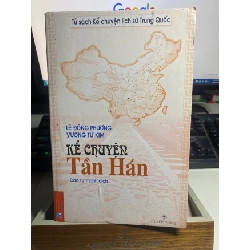 Google
Tủ sách Kể chuyện lịch sử Trung Quốc
LÊ ĐÔNG PHƯƠNG
VƯƠNG TỬ KIM
KỂ CHUYỆN
Tần Hán